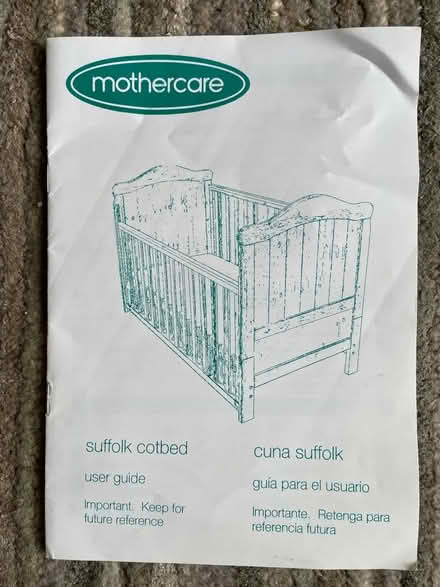 mothercare
suffolk cotbed
user guide
Important. Keep for
future reference
cuna suffolk
guía para el usuario
Importante. Retenga para
referencia futura